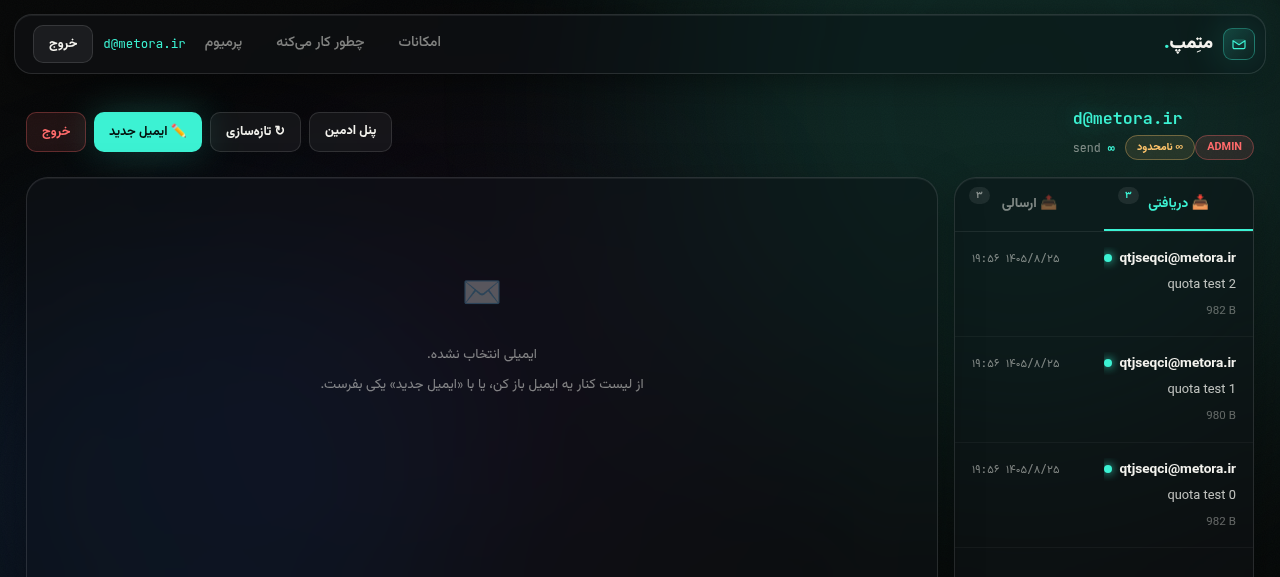 متِمپ.
امکانات
چطور کار می‌کنه
پرمیوم
d@metora.ir
خروج
d@metora.ir
ADMIN
∞ نامحدود
send ∞
پنل ادمین
↻ تازه‌سازی
✏️ ایمیل جدید
خروج
📥 دریافتی ۳
📤 ارسالی ۳
qtjseqci@metora.ir
۱۴۰۵/۸/۲۵ ۱۹:۵۶
quota test 2
982 B
qtjseqci@metora.ir
۱۴۰۵/۸/۲۵ ۱۹:۵۶
quota test 1
980 B
qtjseqci@metora.ir
۱۴۰۵/۸/۲۵ ۱۹:۵۶
quota test 0
982 B
ایمیلی انتخاب نشده.
از لیست کنار یه ایمیل باز کن، یا با «ایمیل جدید» یکی بفرست.